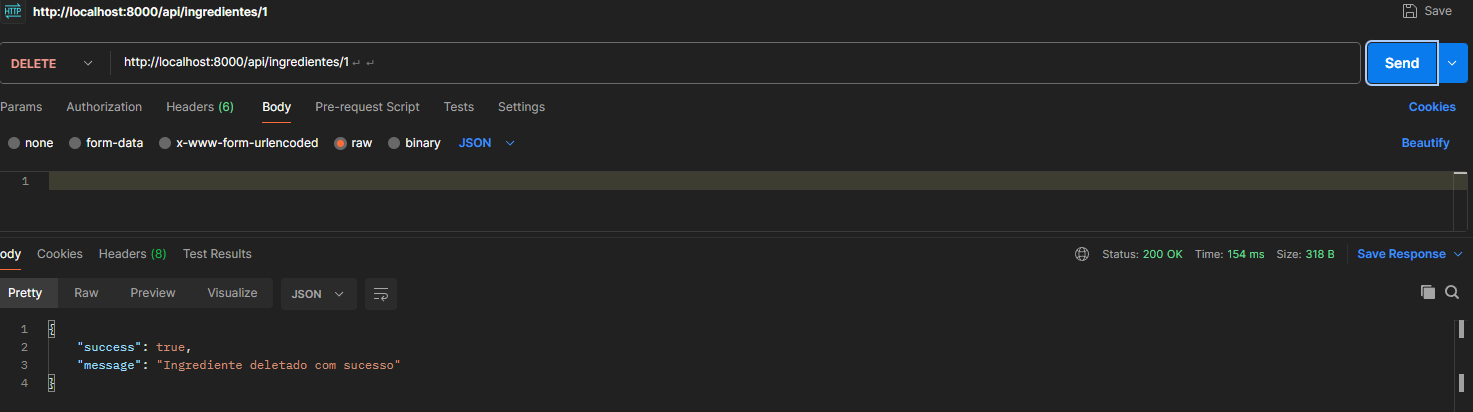 HTTP http://localhost:8000/api/ingredientes/1 Save
DELETE http://localhost:8000/api/ingredientes/1 ↵ ↵ Send
Params Authorization Headers (6) Body Pre-request Script Tests Settings Cookies
none form-data x-www-form-urlencoded raw binary JSON Beautify
1
ody Cookies Headers (8) Test Results Status: 200 OK Time: 154 ms Size: 318 B Save Response
Pretty Raw Preview Visualize JSON
1 {
2 "success": true,
3 "message": "Ingrediente deletado com sucesso"
4 }